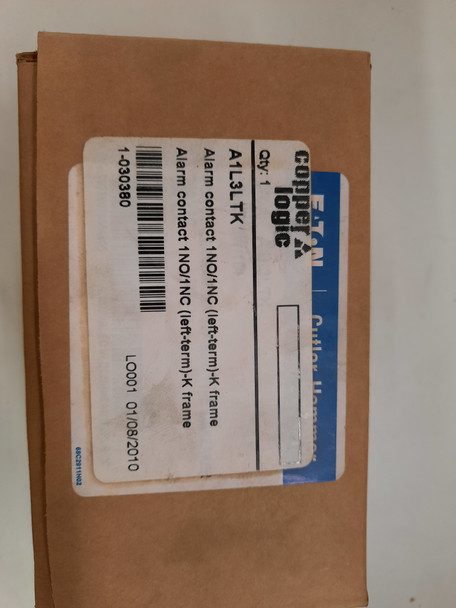 EATON Cutler-Hammer
copper logic
Qty: 1
A1L3LTK
Alarm contact 1NO/1NC (left-term)-K frame
Alarm contact 1NO/1NC (left-term)-K frame
1-030380
LO001 01/08/2010
68C2911H02